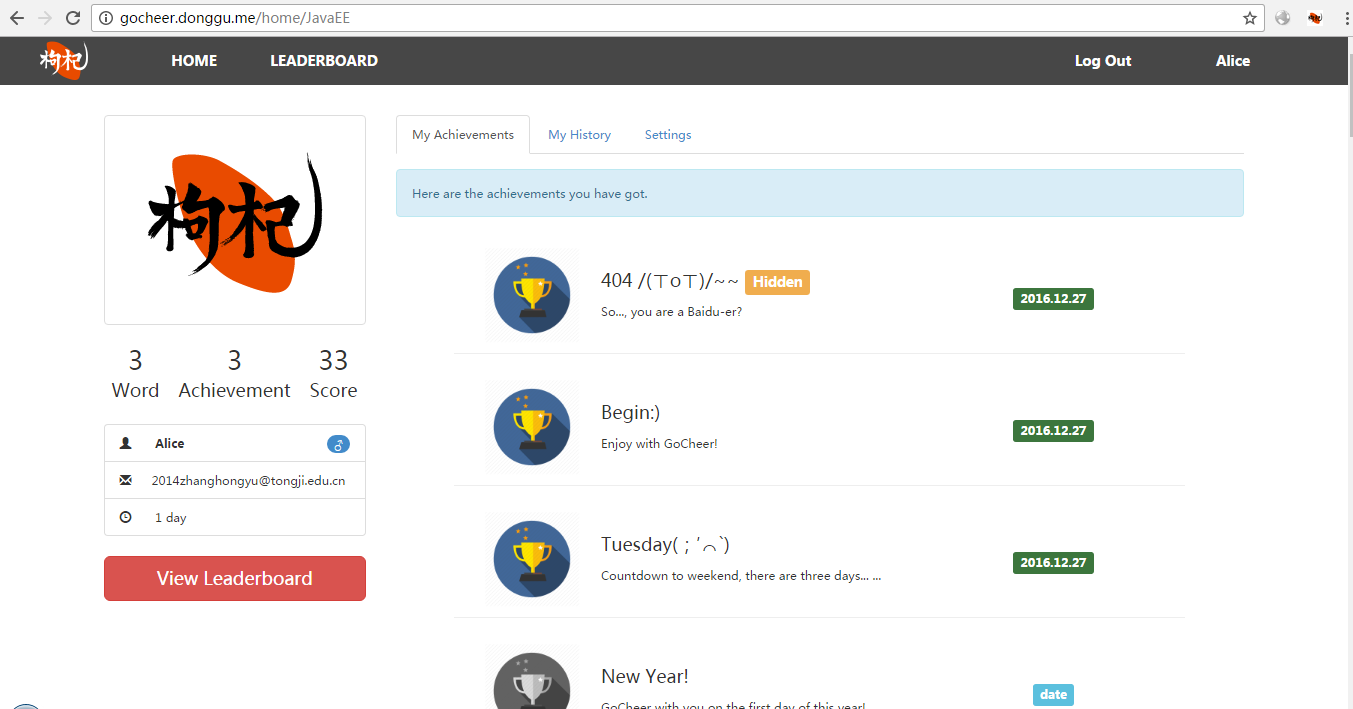 gocheer.donggu.me/home/JavaEE
枸杞 HOME LEADERBOARD Log Out Alice
枸杞
3 3 33
Word Achievement Score
Alice
2014zhanghongyu@tongji.edu.cn
1 day
View Leaderboard
My Achievements My History Settings
Here are the achievements you have got.
404 /(ㄒoㄒ)/~~ Hidden
So..., you are a Baidu-er?
2016.12.27
Begin:)
Enjoy with GoCheer!
2016.12.27
Tuesday(；′⌒`)
Countdown to weekend, there are three days... ...
2016.12.27
New Year!
GoCheer with you on the first day of this year!
date